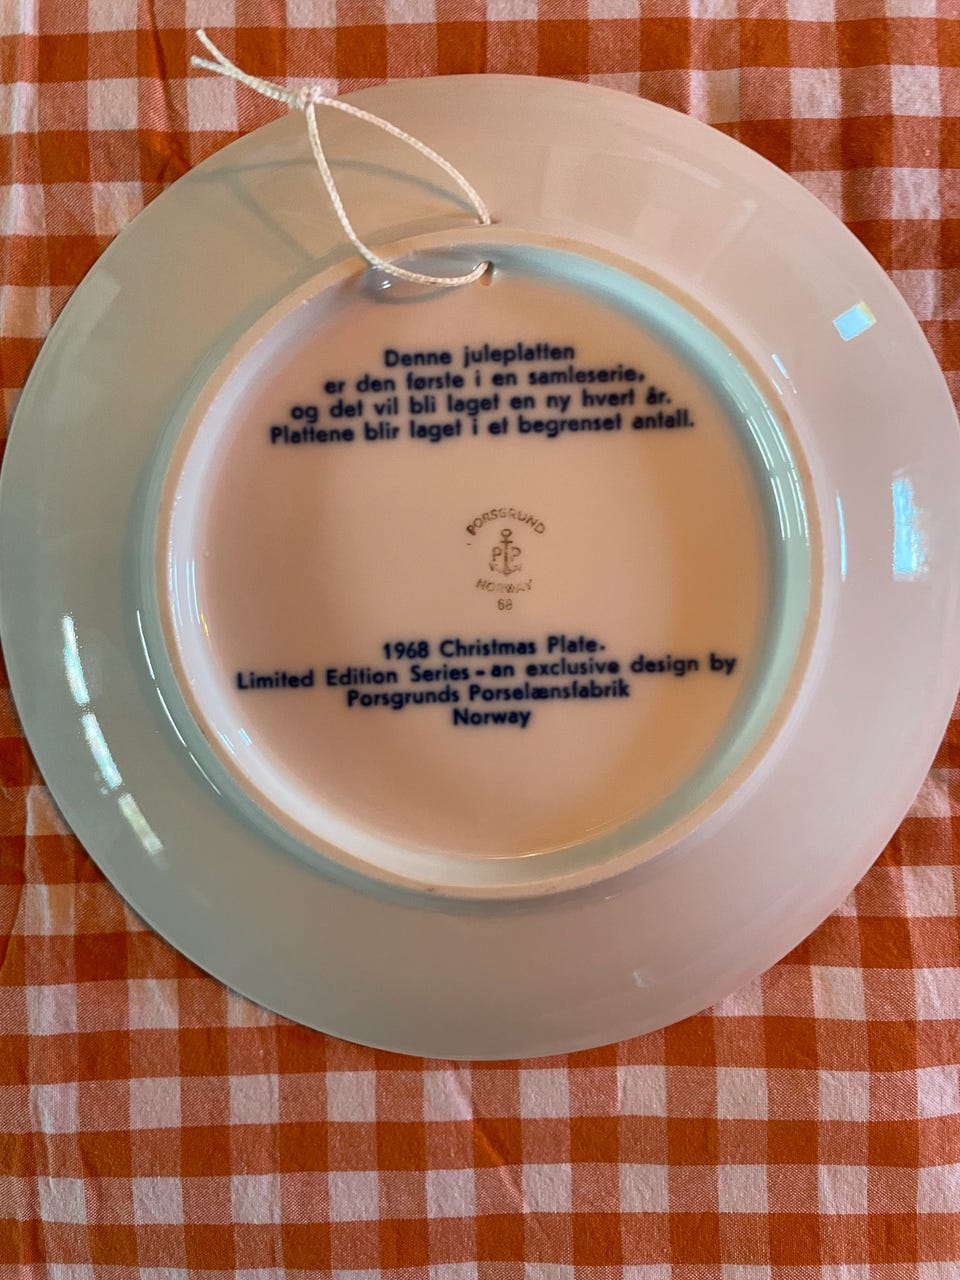 Denne juleplatten
er den første i en samleserie,
og det vil bli laget en ny hvert år.
Plattene blir laget i et begrenset antall.
PORSGRUND
P P
NORWAY
68
1968 Christmas Plate.
Limited Edition Series - an exclusive design by
Porsgrunds Porselænsfabrik
Norway